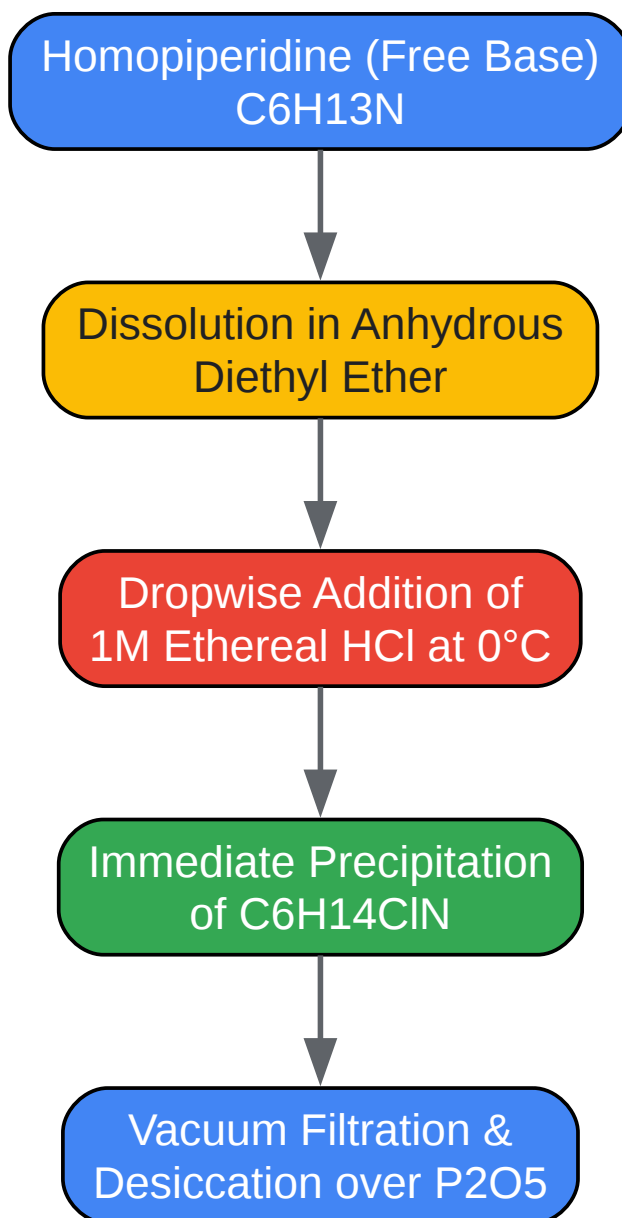 Homopiperidine (Free Base)
C6H13N
Dissolution in Anhydrous
Diethyl Ether
Dropwise Addition of
1M Ethereal HCl at 0°C
Immediate Precipitation
of C6H14ClN
Vacuum Filtration &
Desiccation over P2O5